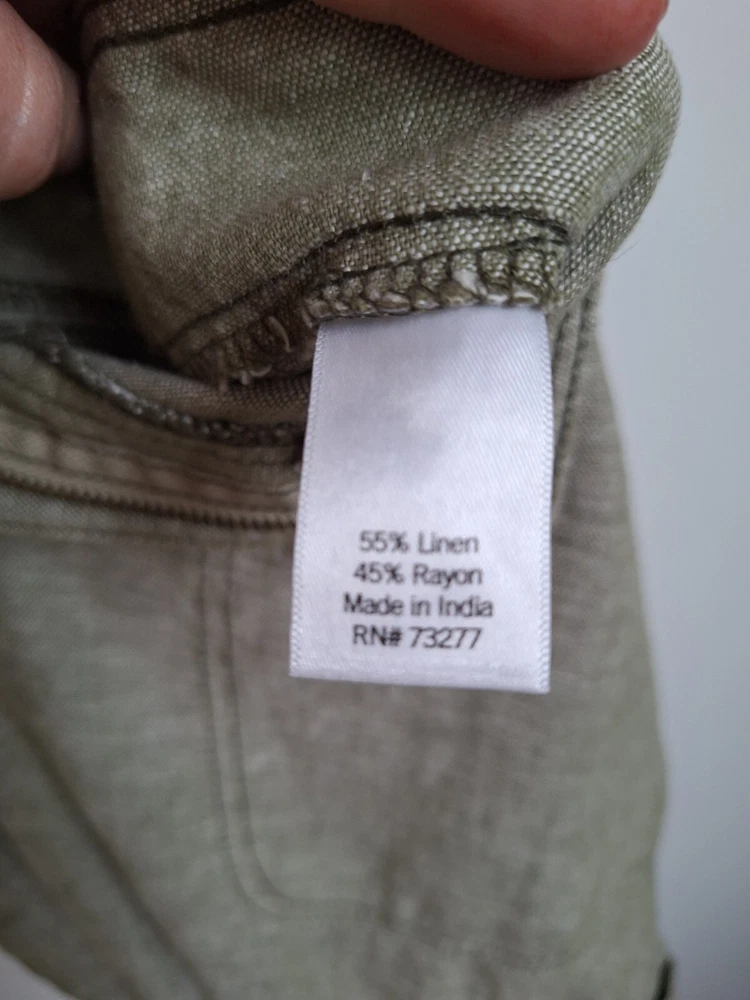 55% Linen
45% Rayon
Made in India
RN# 73277